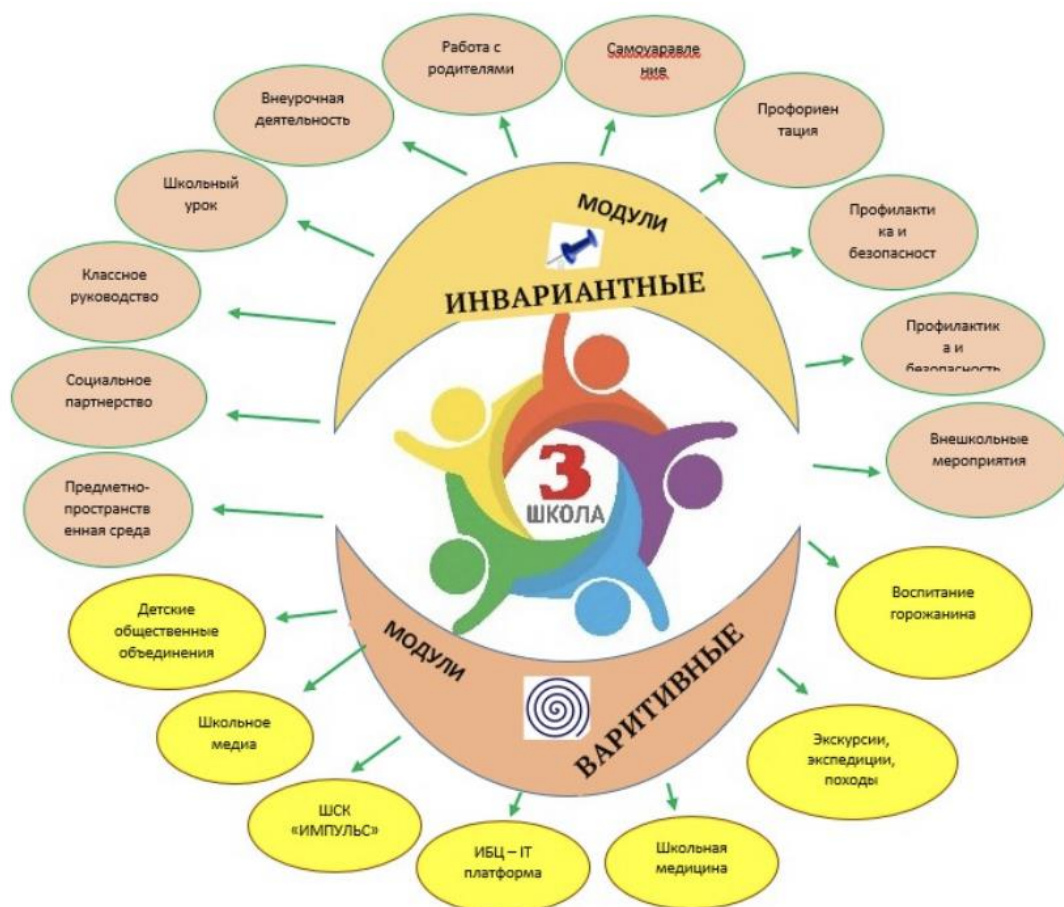 Работа с
родителями
Самоуаравле
ние
Внеурочная
деятельность
Профориен
тация
Школьный
урок
Профилакти
ка и
безопасност
Классное
руководство
Профилактик
а и
безопасность
Социальное
партнерство
Внешкольные
мероприятия
Предметно-
пространств
енная среда
МОДУЛИ
ИНВАРИАНТНЫЕ
3
ШКОЛА
МОДУЛИ
ВАРИТИВНЫЕ
Детские
общественные
объединения
Воспитание
горожанина
Школьное
медиа
Экскурсии,
экспедиции,
походы
ШСК
«ИМПУЛЬС»
ИБЦ – IT
платформа
Школьная
медицина